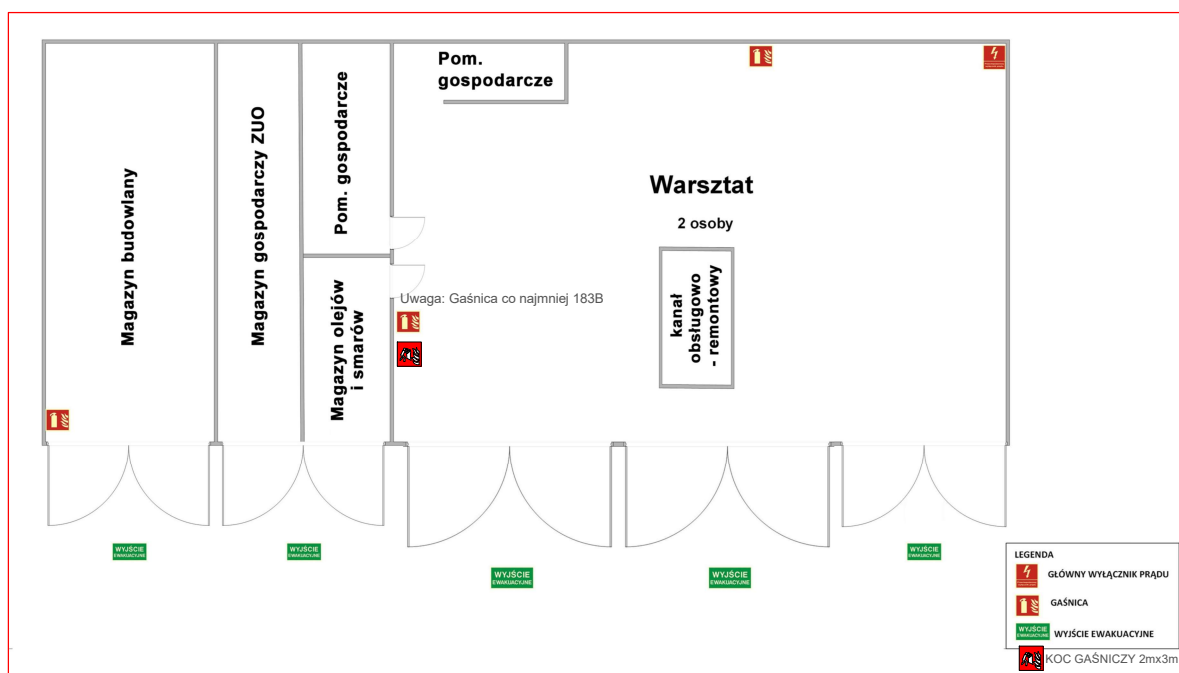 Magazyn budowlany
Magazyn gospodarczy ZUO
Pom. gospodarcze
Magazyn olejów
i smarów
Pom.
gospodarcze
Warsztat
2 osoby
kanał
obsługowo
- remontowy
Uwaga: Gaśnica co najmniej 183B
WYJŚCIE
EWAKUACYJNE
WYJŚCIE
EWAKUACYJNE
WYJŚCIE
EWAKUACYJNE
WYJŚCIE
EWAKUACYJNE
WYJŚCIE
EWAKUACYJNE
LEGENDA
GŁÓWNY WYŁĄCZNIK PRĄDU
GAŚNICA
WYJŚCIE
EWAKUACYJNE
WYJŚCIE EWAKUACYJNE
KOC GAŚNICZY 2mx3m